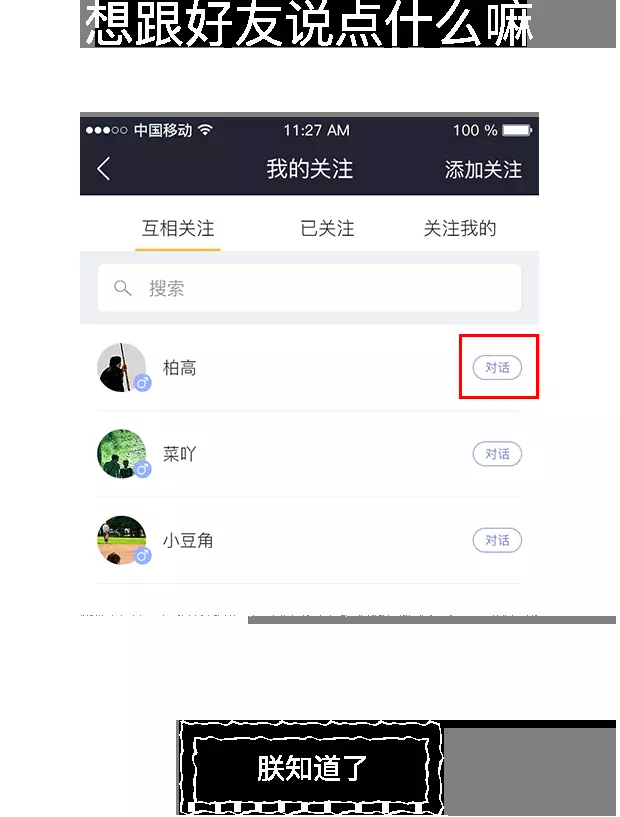 想跟好友说点什么嘛
中国移动 11:27 AM 100 %
我的关注 添加关注
互相关注 已关注 关注我的
搜索
柏高 对话
菜吖 对话
小豆角 对话
朕知道了